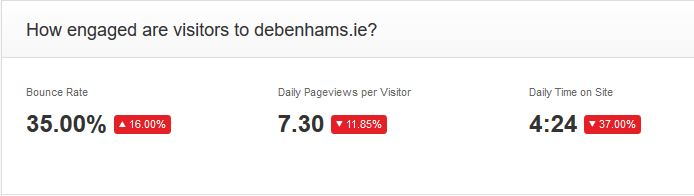 How engaged are visitors to debenhams.ie?
Bounce Rate
35.00% ▲ 16.00%
Daily Pageviews per Visitor
7.30 ▼ 11.85%
Daily Time on Site
4:24 ▼ 37.00%